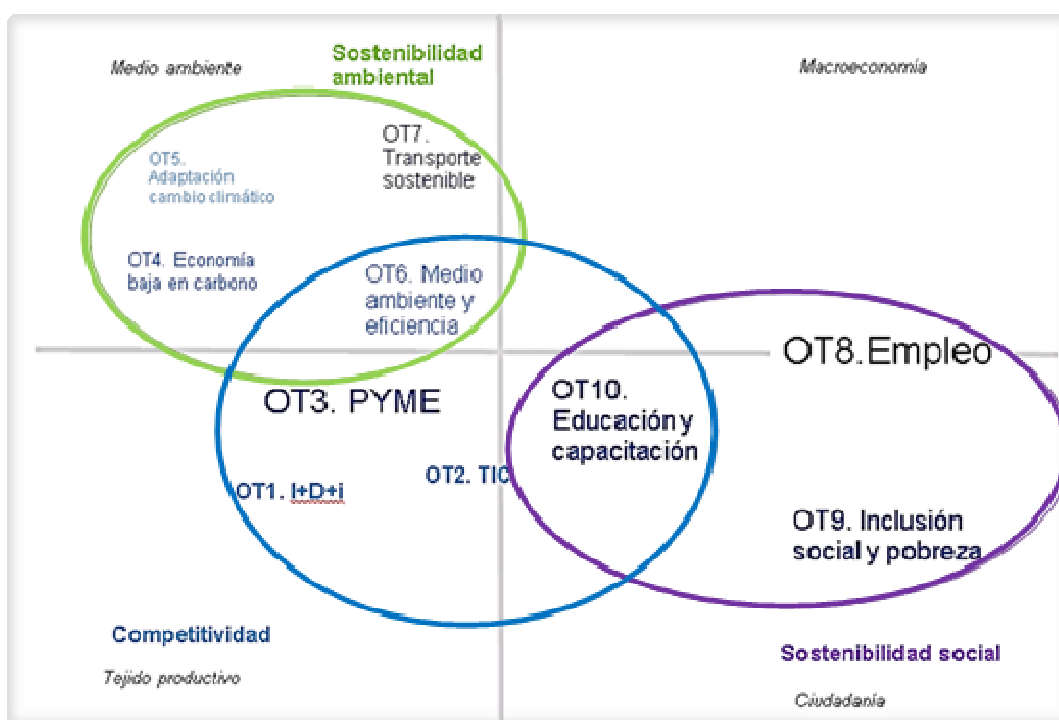 Medio ambiente
Sostenibilidad
ambiental
Macroeconomía
OT5.
Adaptación
cambio climático
OT7.
Transporte
sostenible
OT4. Economía
baja en carbono
OT6. Medio
ambiente y
eficiencia
OT8.Empleo
OT3. PYME
OT10.
Educación y
capacitación
OT2. TIC
OT1. I+D+i
OT9. Inclusión
social y pobreza
Competitividad
Tejido productivo
Sostenibilidad social
Ciudadanía